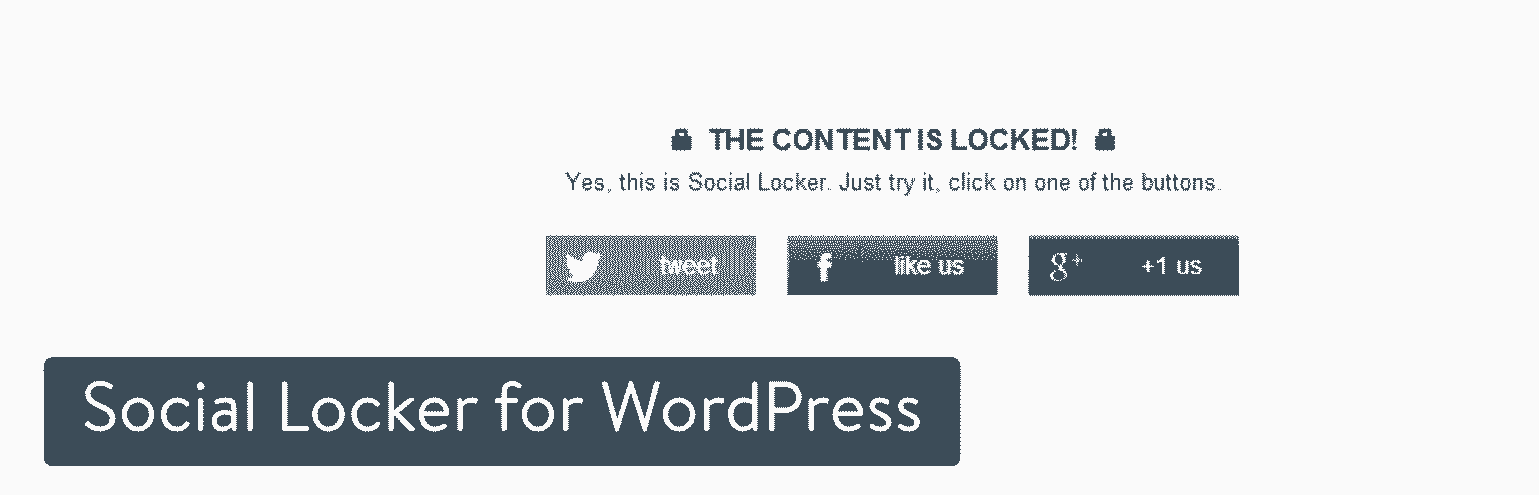 THE CONTENT IS LOCKED!
Yes, this is Social Locker. Just try it, click on one of the buttons.
tweet
like us
g+ +1 us
Social Locker for WordPress